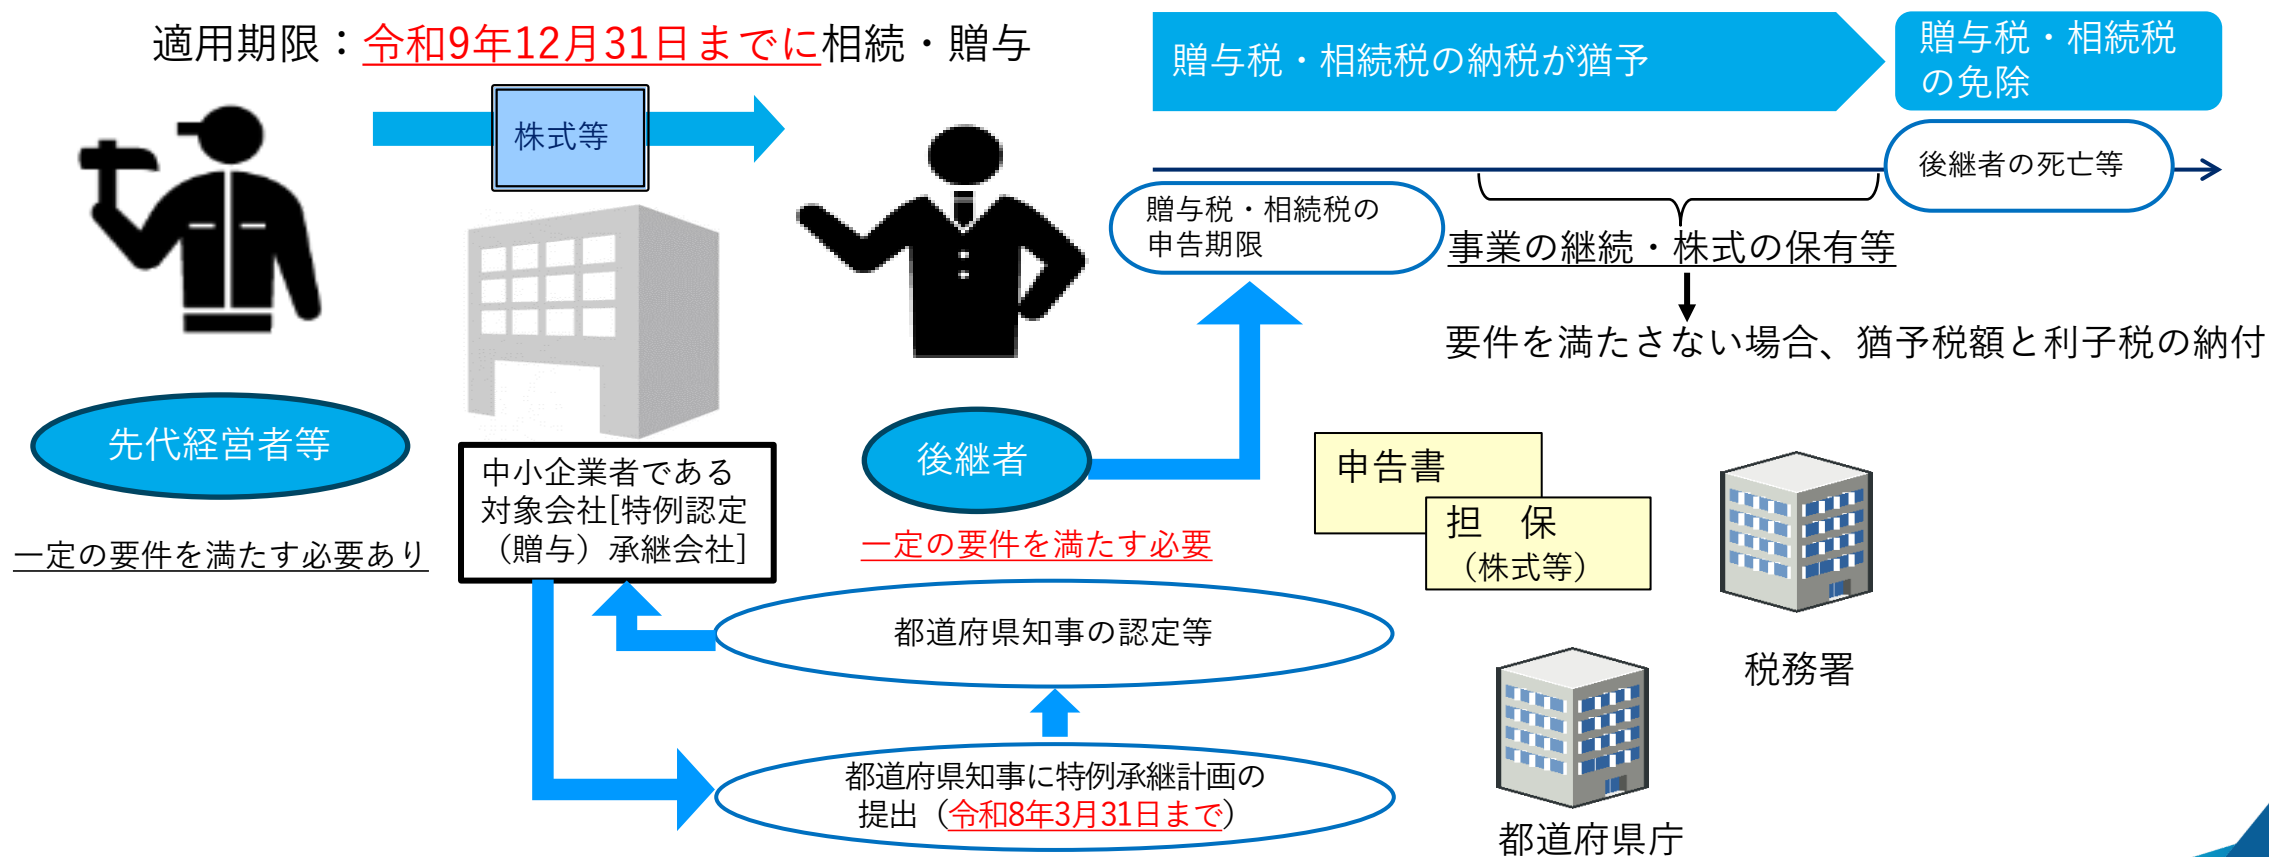 適用期限：令和9年12月31日までに相続・贈与
株式等
贈与税・相続税の納税が猶予
贈与税・相続税
の免除
後継者の死亡等
贈与税・相続税の
申告期限
事業の継続・株式の保有等
要件を満たさない場合、猶予税額と利子税の納付
先代経営者等
一定の要件を満たす必要あり
中小企業者である
対象会社[特例認定
（贈与）承継会社]
後継者
一定の要件を満たす必要
申告書
担　保
（株式等）
税務署
都道府県知事の認定等
都道府県知事に特例承継計画の
提出（令和8年3月31日まで）
都道府県庁